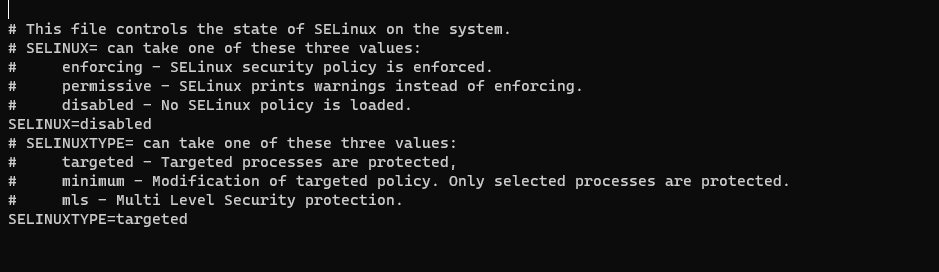 # This file controls the state of SELinux on the system.
# SELINUX= can take one of these three values:
#     enforcing - SELinux security policy is enforced.
#     permissive - SELinux prints warnings instead of enforcing.
#     disabled - No SELinux policy is loaded.
SELINUX=disabled
# SELINUXTYPE= can take one of these three values:
#     targeted - Targeted processes are protected,
#     minimum - Modification of targeted policy. Only selected processes are protected.
#     mls - Multi Level Security protection.
SELINUXTYPE=targeted